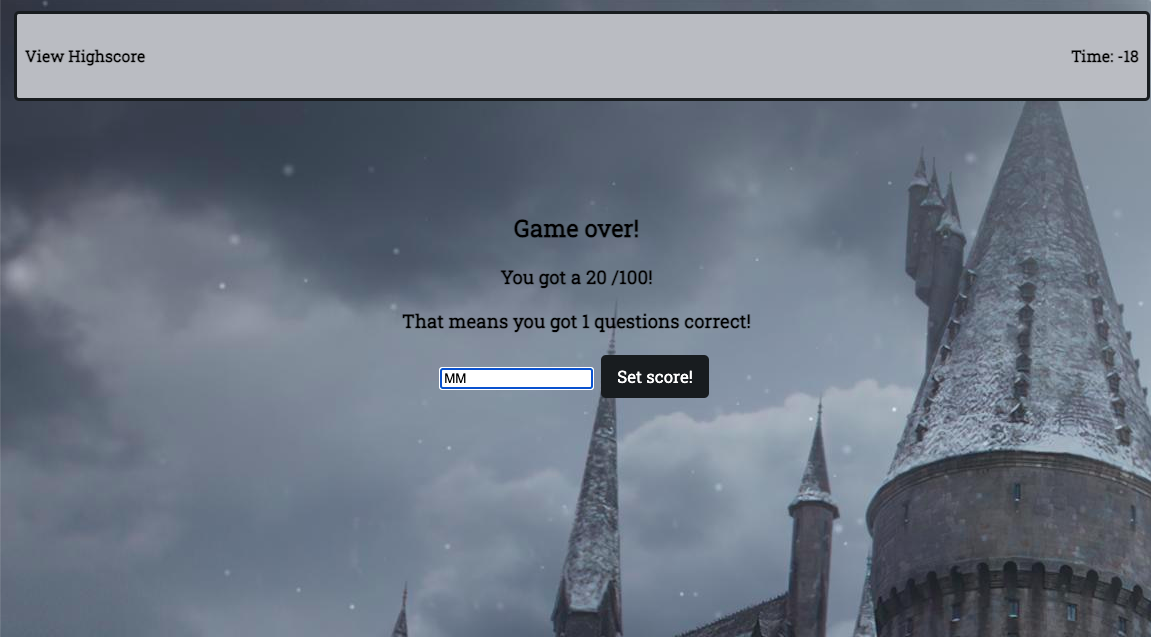 View Highscore
Time: -18
Game over!
You got a 20 /100!
That means you got 1 questions correct!
MM
Set score!